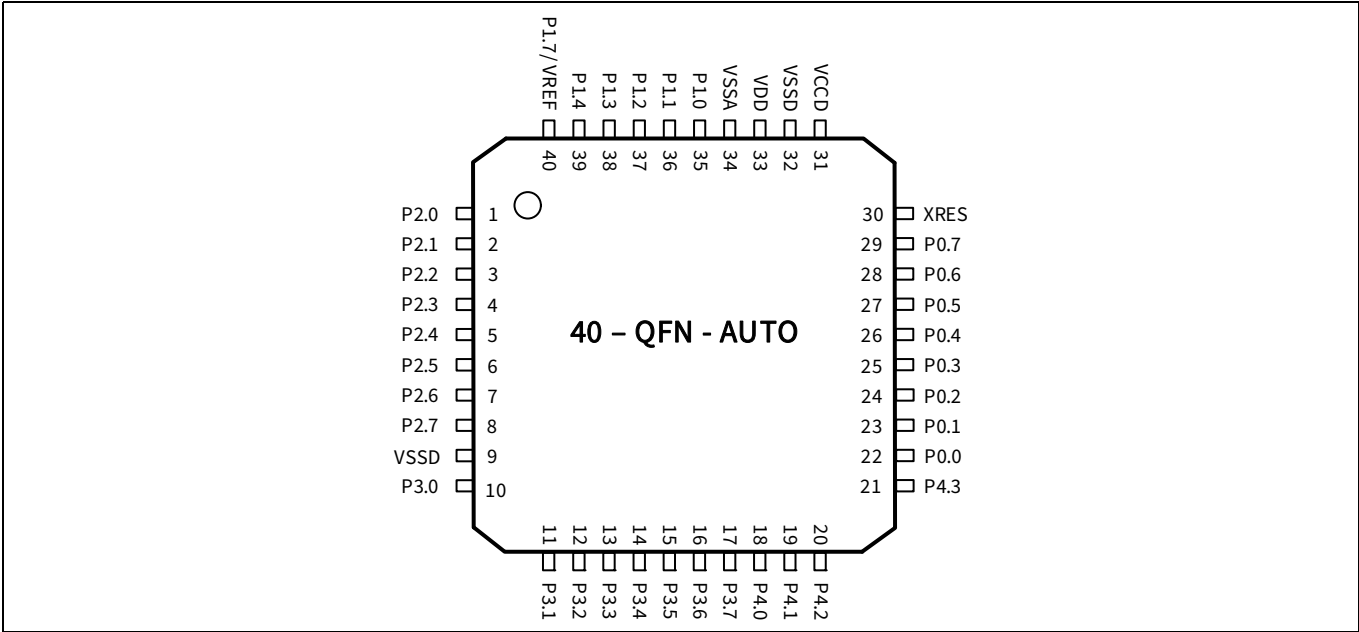 P1.7/VREF
P1.4
P1.3
P1.2
P1.1
P1.0
VSSA
VDD
VSSD
VCCD
40
39
38
37
36
35
34
33
32
31
P2.0 1
P2.1 2
P2.2 3
P2.3 4
P2.4 5
P2.5 6
P2.6 7
P2.7 8
VSSD 9
P3.0 10
40 – QFN - AUTO
30 XRES
29 P0.7
28 P0.6
27 P0.5
26 P0.4
25 P0.3
24 P0.2
23 P0.1
22 P0.0
21 P4.3
11
12
13
14
15
16
17
18
19
20
P3.1
P3.2
P3.3
P3.4
P3.5
P3.6
P3.7
P4.0
P4.1
P4.2